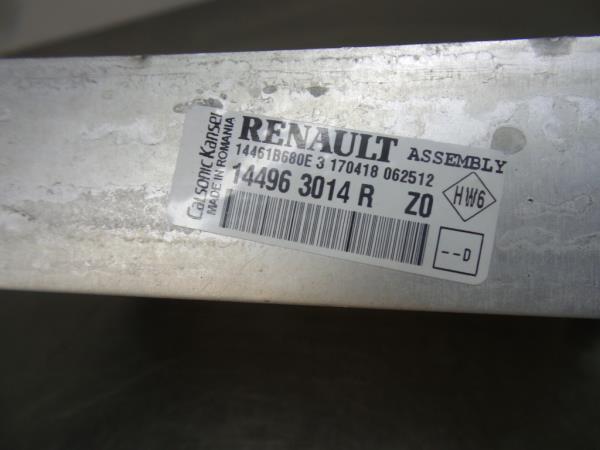 Calsonic Kansei
MADE IN ROMANIA
RENAULT ASSEMBLY
14461B680E 3 170418 062512
14496 3014 R Z0
HW6
--D